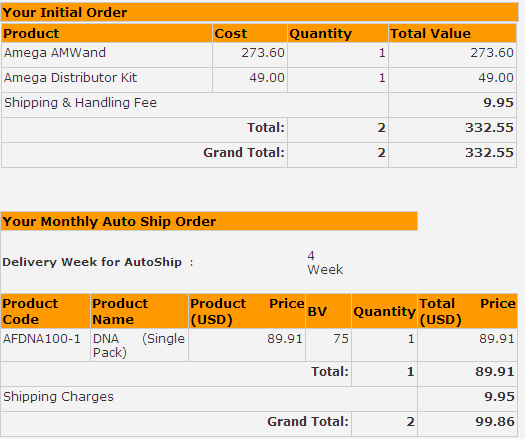 Your Initial Order
Product Cost Quantity Total Value
Amega AMWand 273.60 1 273.60
Amega Distributor Kit 49.00 1 49.00
Shipping & Handling Fee 9.95
Total: 2 332.55
Grand Total: 2 332.55
Your Monthly Auto Ship Order
Delivery Week for AutoShip : 4
Week
Product Code Product Name Product Price (USD) BV Quantity Total Price (USD)
AFDNA100-1 DNA (Single Pack) 89.91 75 1 89.91
Total: 1 89.91
Shipping Charges 9.95
Grand Total: 2 99.86